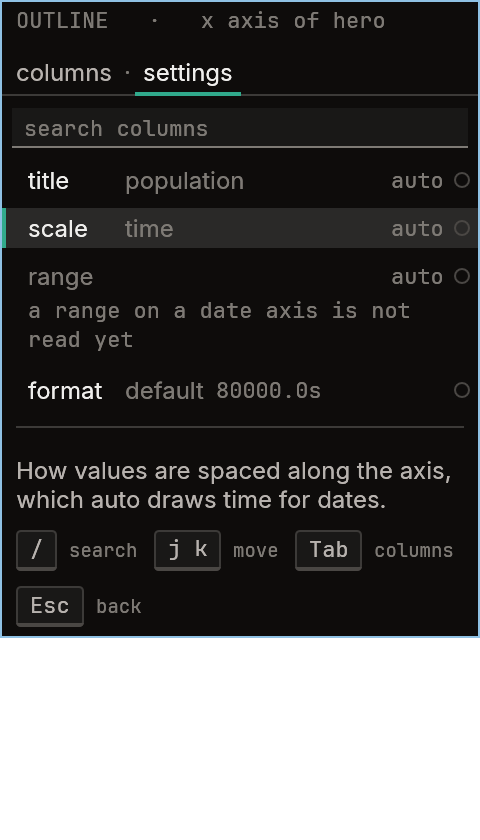 OUTLINE · x axis of hero
columns · settings
search columns
title population auto
scale time auto
range auto
a range on a date axis is not
read yet
format default 80000.0s
How values are spaced along the axis,
which auto draws time for dates.
/ search j k move Tab columns
Esc back